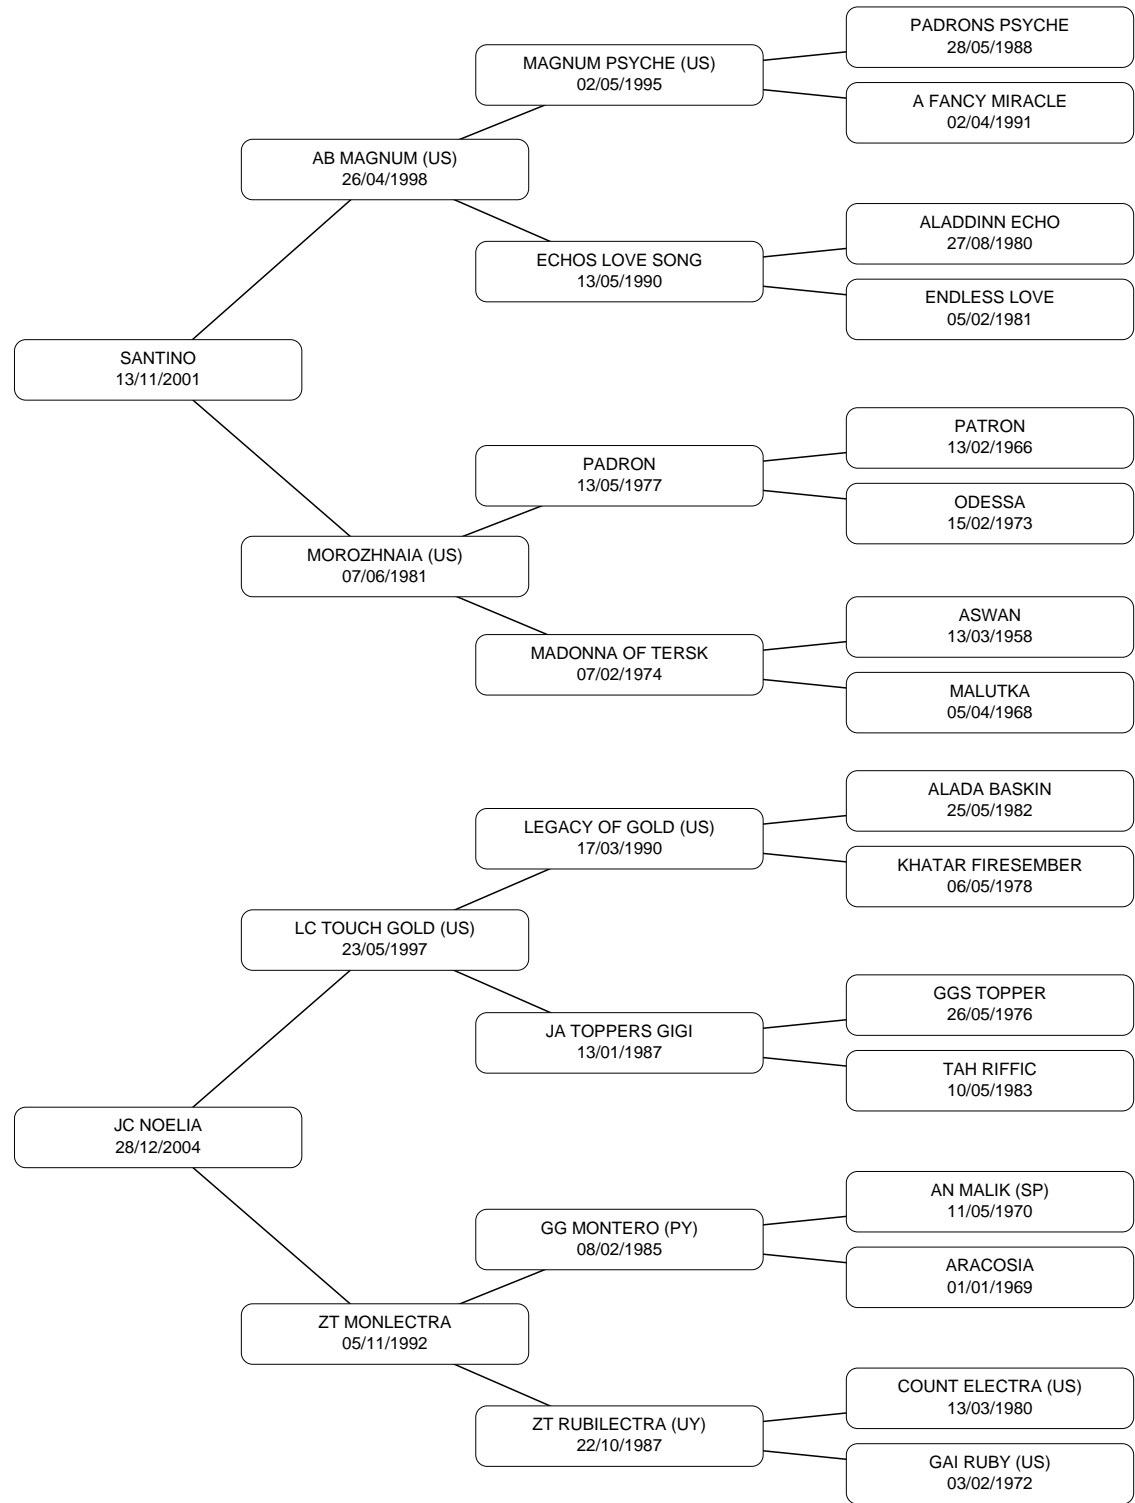 PADRONS PSYCHE
28/05/1988
MAGNUM PSYCHE (US)
02/05/1995
A FANCY MIRACLE
02/04/1991
AB MAGNUM (US)
26/04/1998
ALADDINN ECHO
27/08/1980
ECHOS LOVE SONG
13/05/1990
ENDLESS LOVE
05/02/1981
SANTINO
13/11/2001
PATRON
13/02/1966
PADRON
13/05/1977
ODESSA
15/02/1973
MOROZHNAIA (US)
07/06/1981
ASWAN
13/03/1958
MADONNA OF TERSK
07/02/1974
MALUTKA
05/04/1968
ALADA BASKIN
25/05/1982
LEGACY OF GOLD (US)
17/03/1990
KHATAR FIRESEMBER
06/05/1978
LC TOUCH GOLD (US)
23/05/1997
GGS TOPPER
26/05/1976
JA TOPPERS GIGI
13/01/1987
TAH RIFFIC
10/05/1983
JC NOELIA
28/12/2004
AN MALIK (SP)
11/05/1970
GG MONTERO (PY)
08/02/1985
ARACOSIA
01/01/1969
ZT MONLECTRA
05/11/1992
COUNT ELECTRA (US)
13/03/1980
ZT RUBILECTRA (UY)
22/10/1987
GAI RUBY (US)
03/02/1972